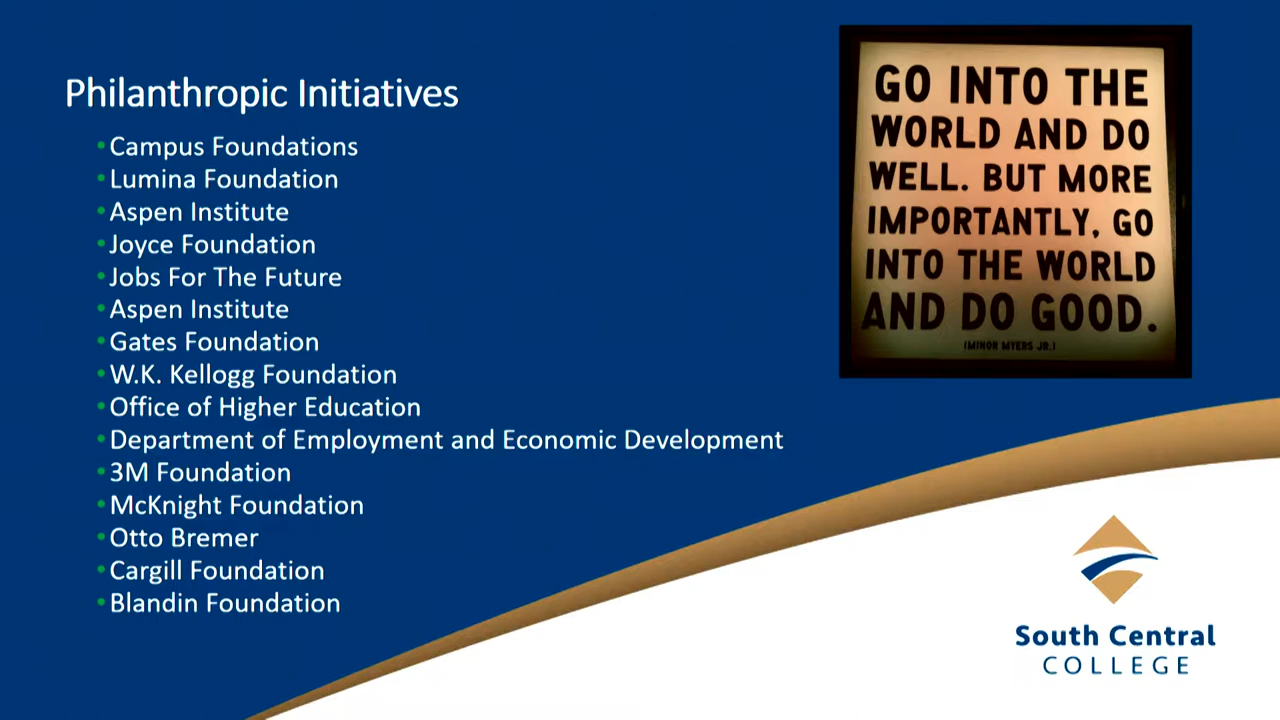 Philanthropic Initiatives
Campus Foundations
Lumina Foundation
Aspen Institute
Joyce Foundation
Jobs For The Future
Aspen Institute
Gates Foundation
W.K. Kellogg Foundation
Office of Higher Education
Department of Employment and Economic Development
3M Foundation
McKnight Foundation
Otto Bremer
Cargill Foundation
Blandin Foundation
GO INTO THE
WORLD AND DO
WELL. BUT MORE
IMPORTANTLY, GO
INTO THE WORLD
AND DO GOOD.
(MINOR MYERS JR.)
South Central
COLLEGE